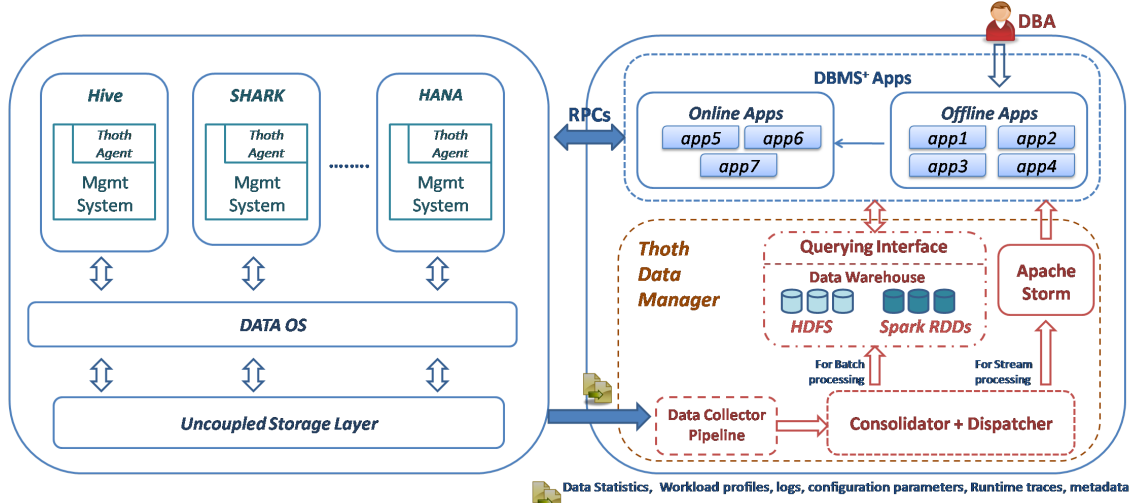 DBA
Hive
Thoth
Agent
Mgmt
System
SHARK
Thoth
Agent
Mgmt
System
........
HANA
Thoth
Agent
Mgmt
System
DATA OS
Uncoupled Storage Layer
RPCs
DBMS+ Apps
Online Apps
app5
app6
app7
Offline Apps
app1
app2
app3
app4
Thoth
Data
Manager
Querying Interface
Data Warehouse
HDFS
Spark RDDs
Apache
Storm
For Batch
processing
For Stream
processing
Data Collector
Pipeline
Consolidator + Dispatcher
Data Statistics, Workload profiles, logs, configuration parameters, Runtime traces, metadata